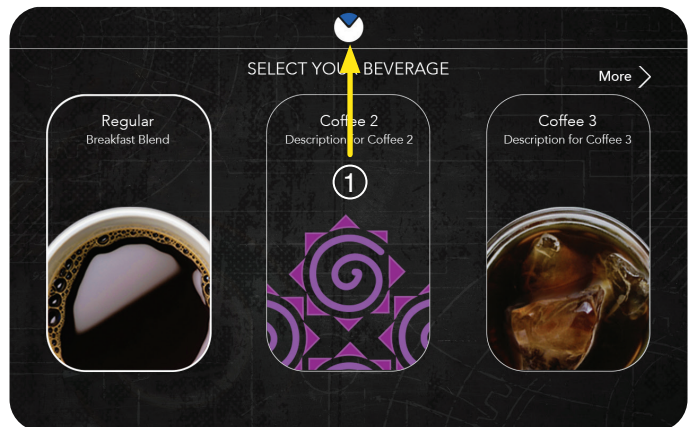 SELECT YOUR BEVERAGE
More
Regular
Breakfast Blend
Coffee 2
Description for Coffee 2
1
Coffee 3
Description for Coffee 3